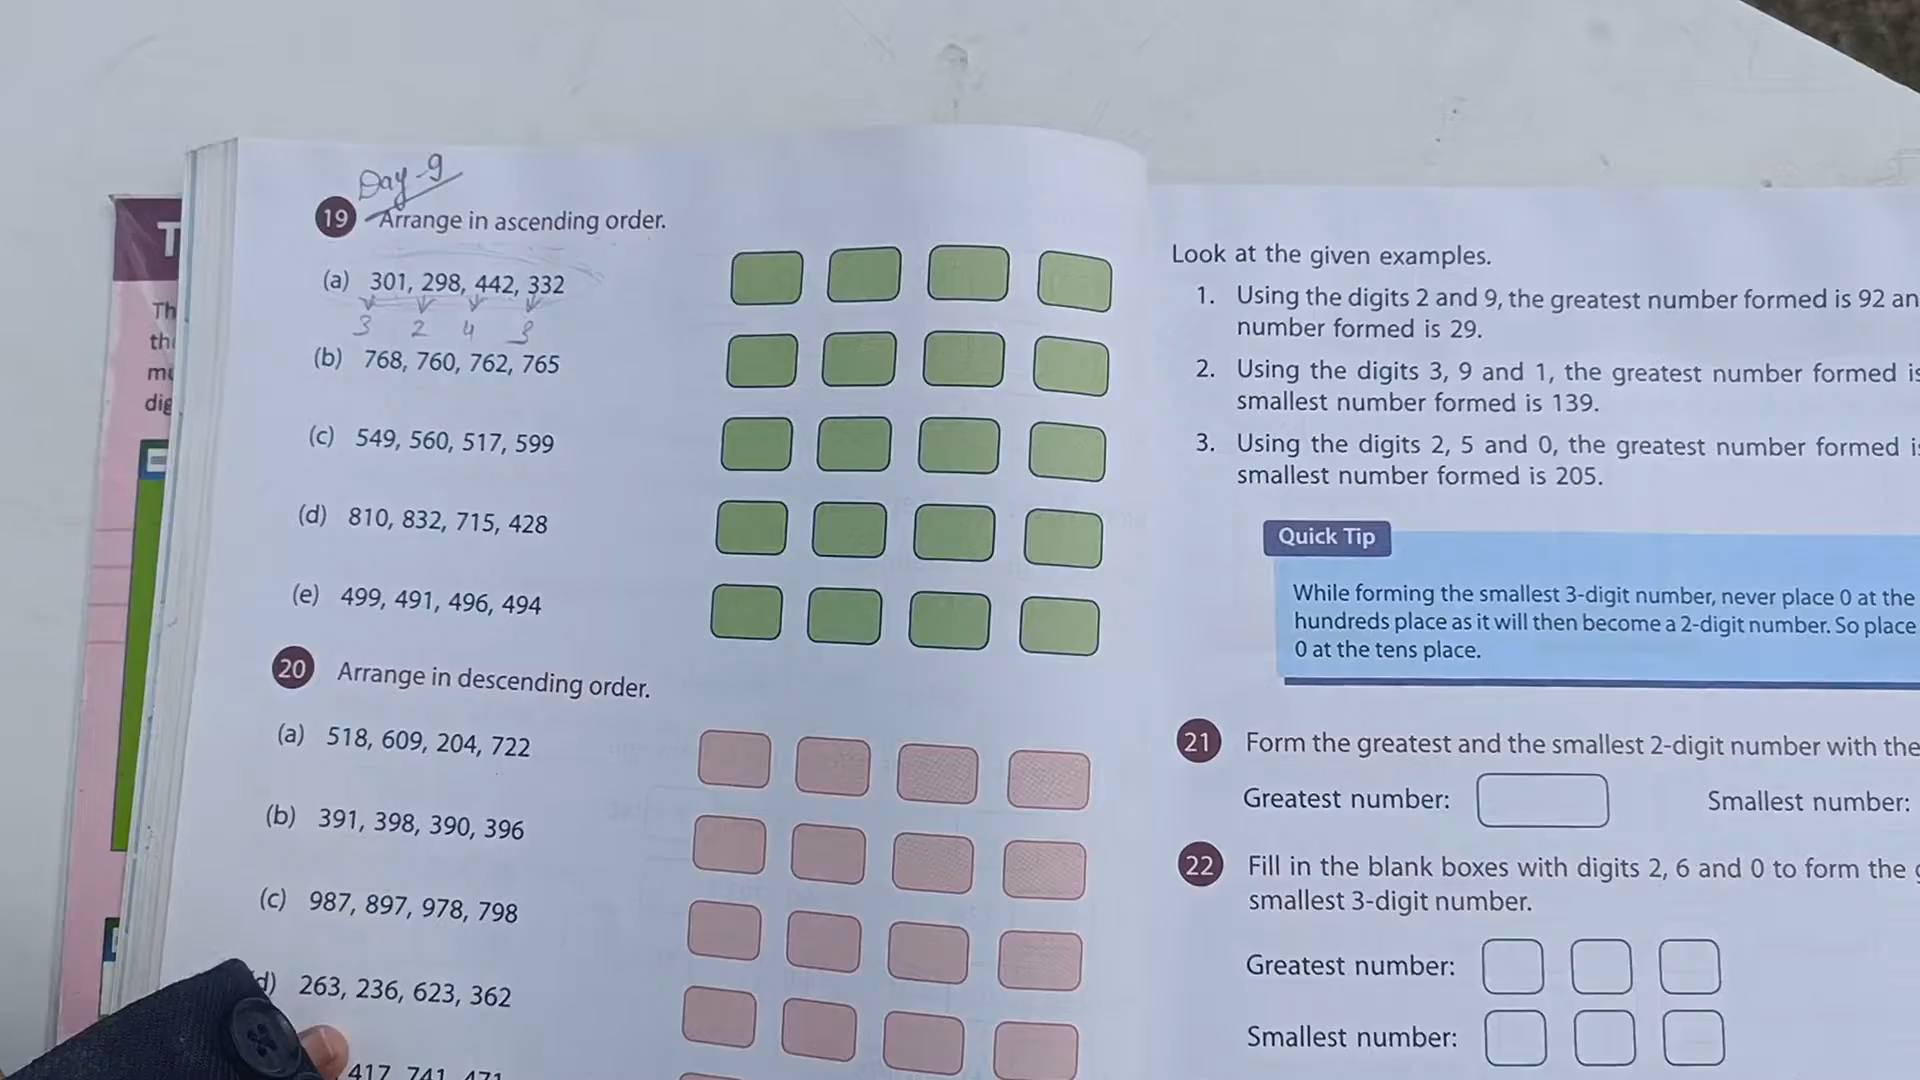 Day-9
19 Arrange in ascending order.
(a) 301, 298, 442, 332
3 2 4 3
(b) 768, 760, 762, 765
(c) 549, 560, 517, 599
(d) 810, 832, 715, 428
(e) 499, 491, 496, 494
20 Arrange in descending order.
(a) 518, 609, 204, 722
(b) 391, 398, 390, 396
(c) 987, 897, 978, 798
d) 263, 236, 623, 362
417, 741, 471
Look at the given examples.
1. Using the digits 2 and 9, the greatest number formed is 92 an
number formed is 29.
2. Using the digits 3, 9 and 1, the greatest number formed is
smallest number formed is 139.
3. Using the digits 2, 5 and 0, the greatest number formed is
smallest number formed is 205.
Quick Tip
While forming the smallest 3-digit number, never place 0 at the
hundreds place as it will then become a 2-digit number. So place
0 at the tens place.
21 Form the greatest and the smallest 2-digit number with the
Greatest number: Smallest number:
22 Fill in the blank boxes with digits 2, 6 and 0 to form the
smallest 3-digit number.
Greatest number:
Smallest number:
T
Th
the
mu
dig